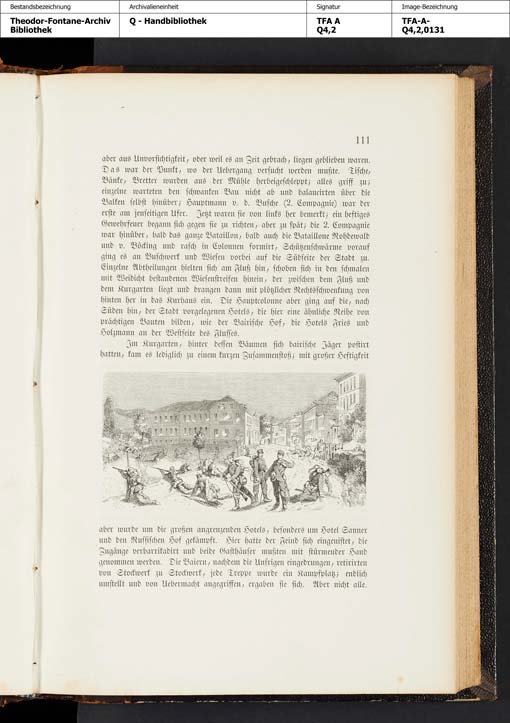 Bestandsbezeichnung
Archivalieneinheit
Signatur
Image-Bezeichnung
Theodor-Fontane-Archiv
Bibliothek
Q - Handbibliothek
TFA A
Q4,2
TFA-A-
Q4,2,0131
111
aber aus Unvorsichtigkeit, oder weil es an Zeit gebrach, liegen geblieben waren.
Das war der Punkt, wo der Uebergang versucht werden mußte. Tische,
Bänke, Bretter wurden aus der Mühle herbeigeschleppt; alles griff zu;
einzelne warteten den schwanken Bau nicht ab und balancirten über die
Balken selbst hinüber; Hauptmann v. d. Busche (2. Compagnie) war der
erste am jenseitigen Ufer. Jetzt waren sie von links her bemerkt; ein heftiges
Gewehrfeuer begann sich gegen sie zu richten, aber zu spät; die 2. Compagnie
war hinüber, bald das ganze Bataillon, bald auch die Bataillone Rohdewald
und v. Böcking und rasch in Colonnen formirt, Schützenschwärme vorauf
ging es an Buschwerk und Wiesen vorbei auf die Südseite der Stadt zu.
Einzelne Abtheilungen hielten sich am Fluß hin, schoben sich in den schmalen
mit Weidicht bestandenen Wiesenstreifen hinein, der zwischen dem Fluß und
dem Kurgarten liegt und drangen dann mit plötzlicher Rechtsschwenkung von
hinten her in das Kurhaus ein. Die Hauptcolonne aber ging auf die, nach
Süden hin, der Stadt vorgelegenen Hotels, die hier eine ähnliche Reihe von
prächtigen Bauten bilden, wie der Bairische Hof, die Hotels Fries und
Holzmann an der Westseite des Flusses.
Im Kurgarten, hinter dessen Bäumen sich bairische Jäger postirt
hatten, kam es lediglich zu einem kurzen Zusammenstoß; mit großer Heftigkeit
aber wurde um die großen angrenzenden Hotels, besonders um Hotel Sanner
und den Russischen Hof gekämpft. Hier hatte der Feind sich eingenistet, die
Zugänge verbarrikadirt und beide Gasthäuser mußten mit stürmender Hand
genommen werden. Die Baiern, nachdem die Unsrigen eingedrungen, retirirten
von Stockwerk zu Stockwerk, jede Treppe wurde ein Kampfplatz; endlich
umstellt und von Uebermacht angegriffen, ergaben sie sich. Aber nicht alle.